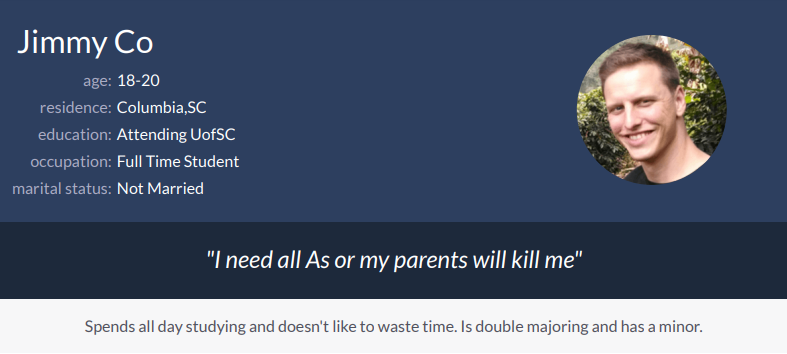 Jimmy Co
age: 18-20
residence: Columbia,SC
education: Attending UofSC
occupation: Full Time Student
marital status: Not Married
"I need all As or my parents will kill me"
Spends all day studying and doesn't like to waste time. Is double majoring and has a minor.